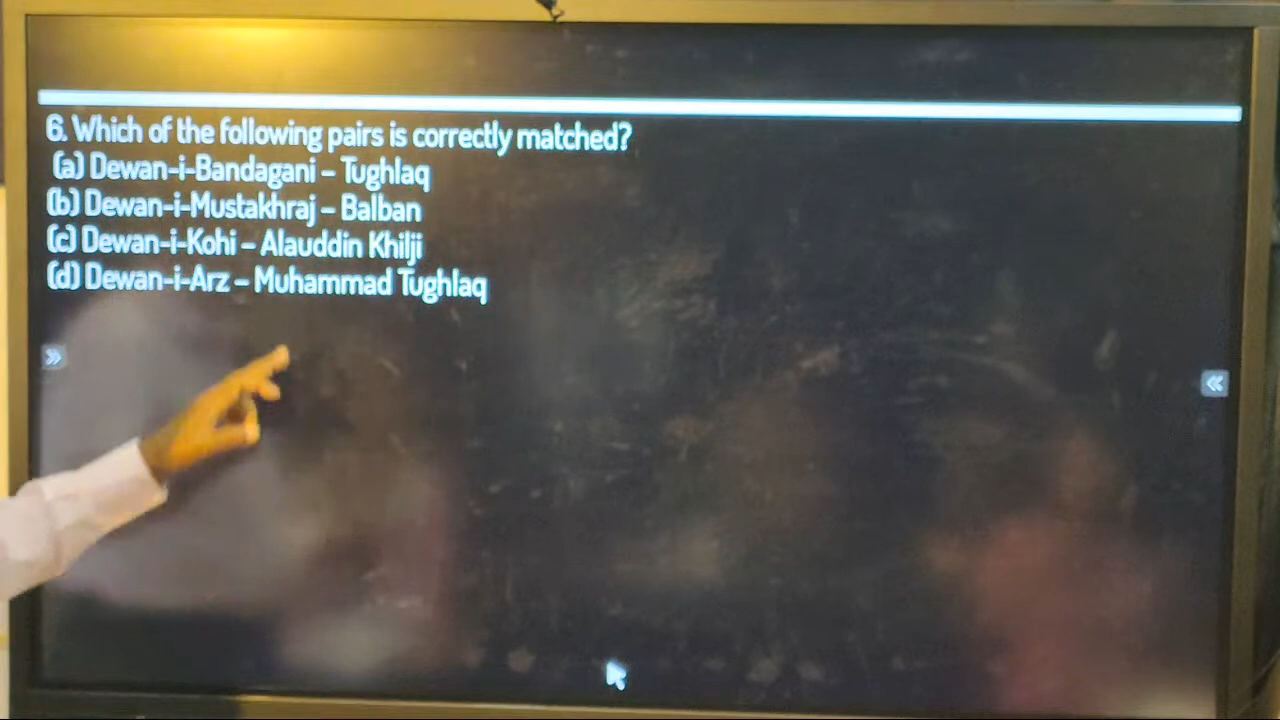 6. Which of the following pairs is correctly matched?
(a) Dewan-i-Bandagani – Tughlaq
(b) Dewan-i-Mustakhraj – Balban
(c) Dewan-i-Kohi – Alauddin Khilji
(d) Dewan-i-Arz – Muhammad Tughlaq